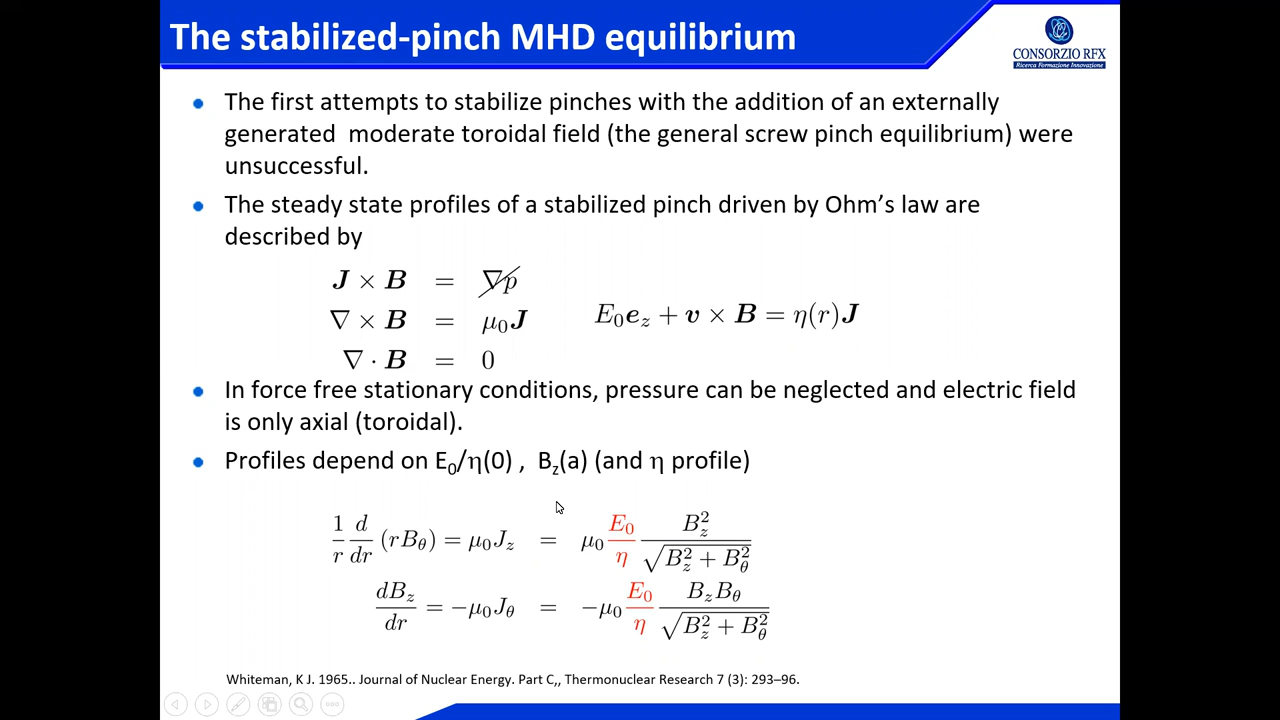 The stabilized-pinch MHD equilibrium
CONSORZIO RFX
Ricerca Formazione Innovazione
The first attempts to stabilize pinches with the addition of an externally
generated moderate toroidal field (the general screw pinch equilibrium) were
unsuccessful.
The steady state profiles of a stabilized pinch driven by Ohm's law are
described by
J × B = ∇p
∇ × B = μ₀J
∇ · B = 0
E₀e_z + v × B = η(r)J
In force free stationary conditions, pressure can be neglected and electric field
is only axial (toroidal).
Profiles depend on E₀/η(0) , B_z(a) (and η profile)
1/r d/dr (rB_θ) = μ₀J_z = μ₀ E₀/η B_z²/√(B_z² + B_θ²)
dB_z/dr = −μ₀J_θ = −μ₀ E₀/η B_zB_θ/√(B_z² + B_θ²)
Whiteman, K J. 1965.. Journal of Nuclear Energy. Part C,, Thermonuclear Research 7 (3): 293–96.